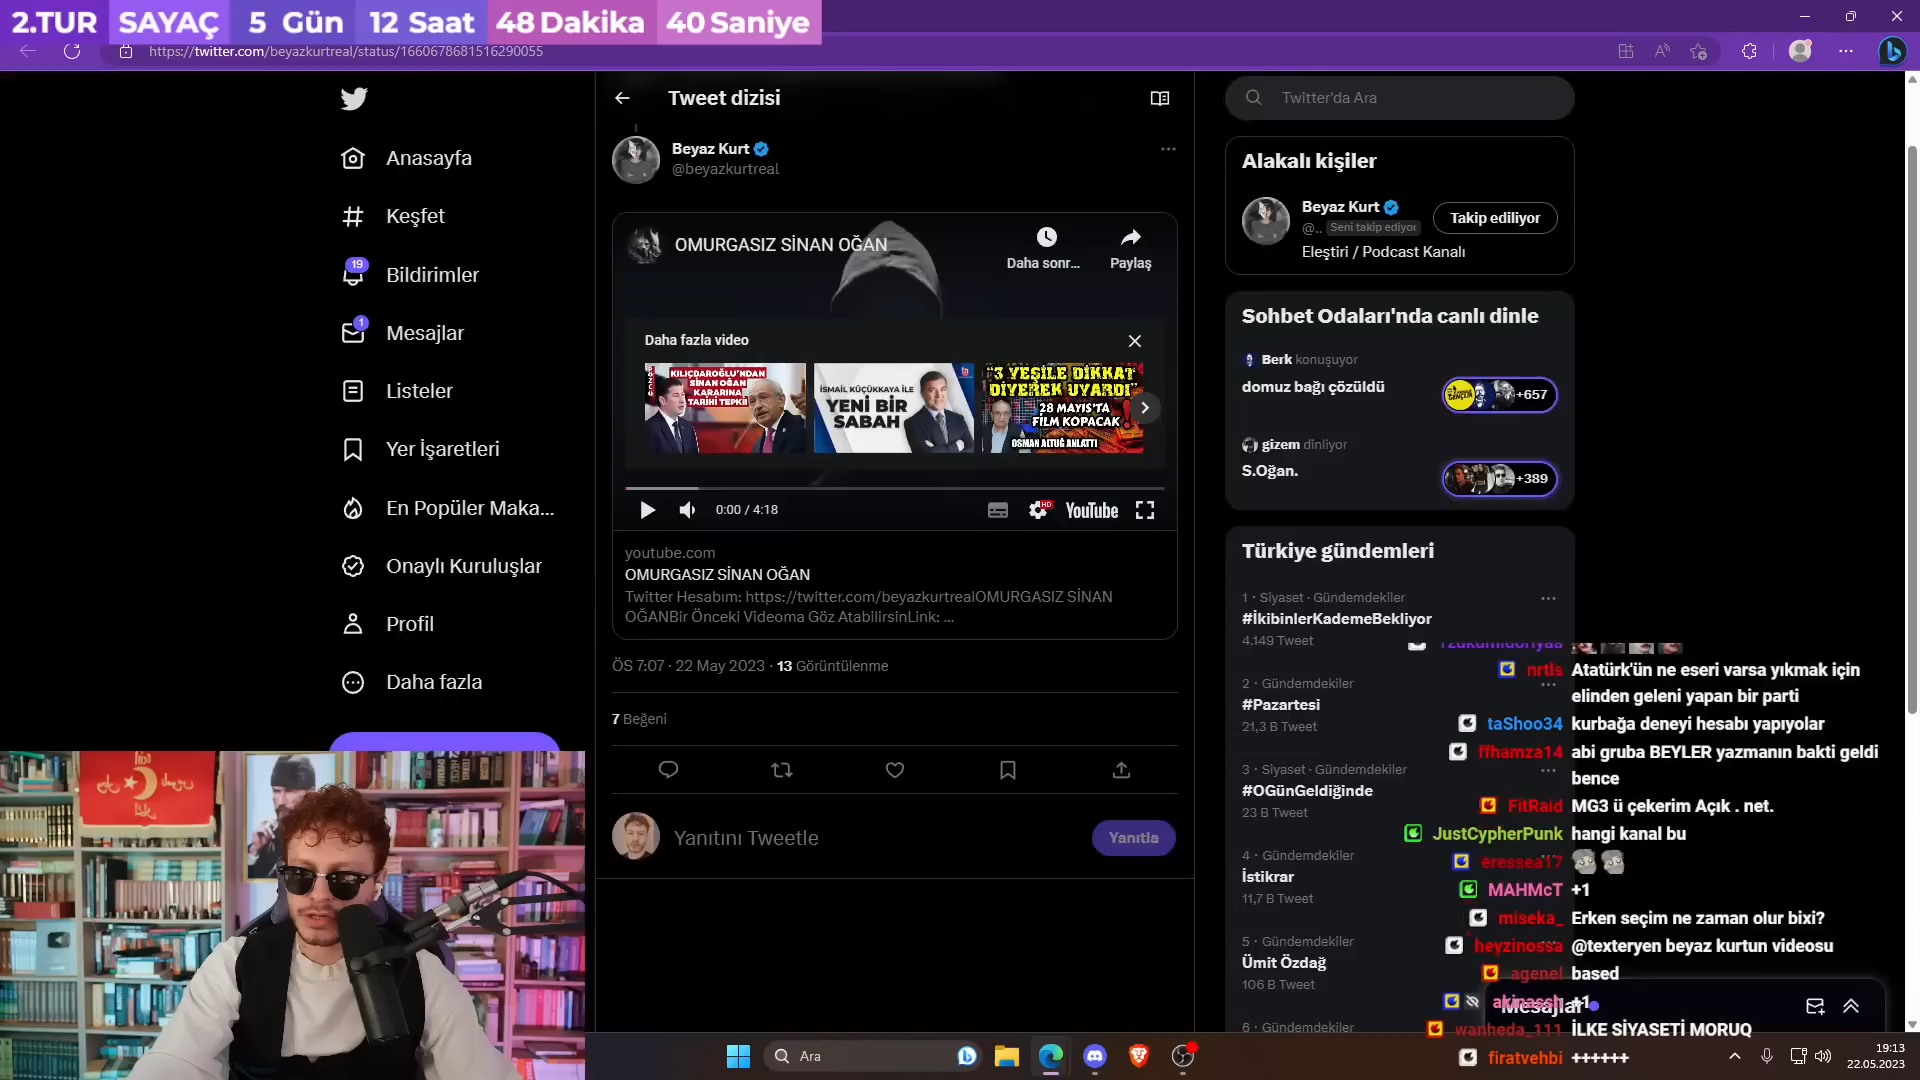 2.TUR SAYAÇ 5 Gün 12 Saat 48 Dakika 40 Saniye
https://twitter.com/beyazkurtreal/status/1660678681516290055
Anasayfa
Keşfet
19
Bildirimler
1
Mesajlar
Listeler
Yer İşaretleri
En Popüler Maka...
Onaylı Kuruluşlar
Profil
Daha fazla
Tweet dizisi
Beyaz Kurt
@beyazkurtreal
OMURGASIZ SİNAN OĞAN
Daha sonr...
Paylaş
Daha fazla video
KILIÇDAROĞLU'NDAN
SİNAN OĞAN
KARARINA
TARİHİ TEPKİ!
İSMAİL KÜÇÜKKAYA İLE
YENİ BİR
SABAH
"3 YEŞİLE DİKKAT
DİYEREK UYARDI"
28 MAYIS'TA
FİLM KOPACAK!
OSMAN ALTUĞ ANLATTI
0:00 / 4:18
HD
YouTube
youtube.com
OMURGASIZ SİNAN OĞAN
Twitter Hesabım: https://twitter.com/beyazkurtrealOMURGASIZ SİNAN
OĞANBir Önceki Videoma Göz AtabilirsinLink: ...
ÖS 7:07 · 22 May 2023 · 13 Görüntülenme
7 Beğeni
Yanıtını Tweetle
Yanıtla
Twitter'da Ara
Alakalı kişiler
Beyaz Kurt
@.. Seni takip ediyor
Takip ediliyor
Eleştiri / Podcast Kanalı
Sohbet Odaları'nda canlı dinle
Berk konuşuyor
domuz bağı çözüldü
+657
gizem dinliyor
S.Oğan.
+389
Türkiye gündemleri
1 · Siyaset · Gündemdekiler
#İkibinlerKademeBekliyor
4.149 Tweet
2 · Gündemdekiler
#Pazartesi
21,3 B Tweet
3 · Siyaset · Gündemdekiler
#OGünGeldiğinde
23 B Tweet
4 · Gündemdekiler
İstikrar
11,7 B Tweet
5 · Gündemdekiler
Ümit Özdağ
106 B Tweet
6 · Gündemdekiler
nrtls Atatürk'ün ne eseri varsa yıkmak için
elinden geleni yapan bir parti
taShoo34 kurbağa deneyi hesabı yapıyolar
ffhamza14 abi gruba BEYLER yazmanın bakti geldi
bence
FitRaid MG3 ü çekerim Açık . net.
JustCypherPunk hangi kanal bu
eressea17
MAHMcT +1
miseka_ Erken seçim ne zaman olur bixi?
heyzinossa @texteryen beyaz kurtun videosu
agenel based
+1
Mesajlar
wanheda_111 İLKE SİYASETİ MORUQ
firatvehbi ++++++
Ara
19:13
22.05.2023